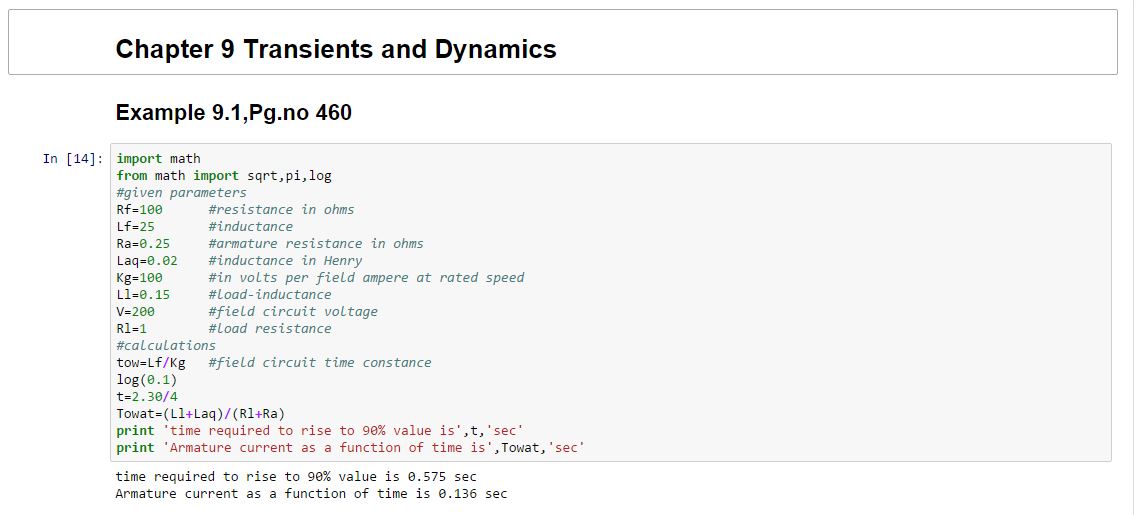 Chapter 9 Transients and Dynamics
Example 9.1,Pg.no 460
In [14]: import math
from math import sqrt,pi,log
#given parameters
Rf=100 #resistance in ohms
Lf=25 #inductance
Ra=0.25 #armature resistance in ohms
Laq=0.02 #inductance in Henry
Kg=100 #in volts per field ampere at rated speed
Ll=0.15 #load-inductance
V=200 #field circuit voltage
Rl=1 #load resistance
#calculations
tow=Lf/Kg #field circuit time constance
log(0.1)
t=2.30/4
Towat=(Ll+Laq)/(Rl+Ra)
print 'time required to rise to 90% value is',t,'sec'
print 'Armature current as a function of time is',Towat,'sec'
time required to rise to 90% value is 0.575 sec
Armature current as a function of time is 0.136 sec